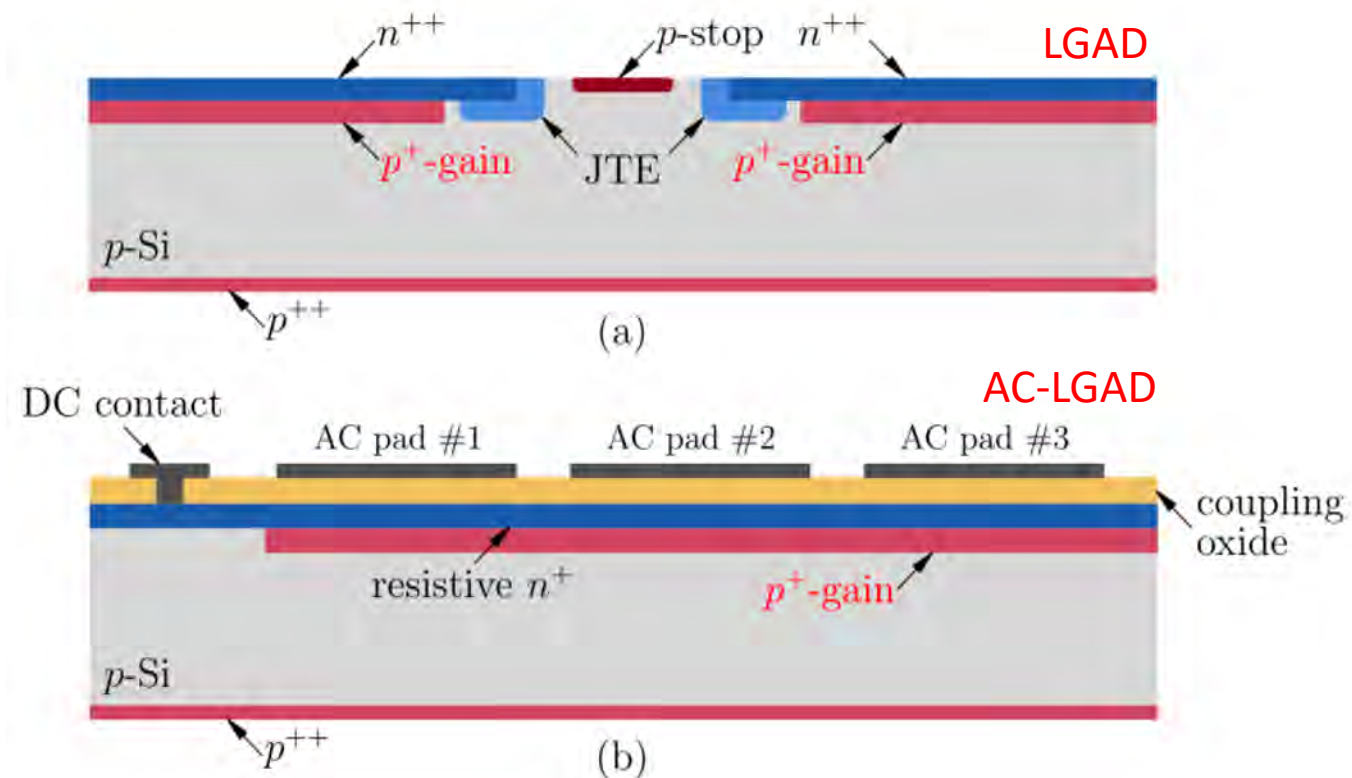 n⁺⁺ p-stop n⁺⁺ LGAD
p⁺-gain JTE p⁺-gain
p-Si
p⁺⁺
(a)
AC-LGAD
DC contact
AC pad #1 AC pad #2 AC pad #3
coupling
oxide
resistive n⁺ p⁺-gain
p-Si
p⁺⁺
(b)